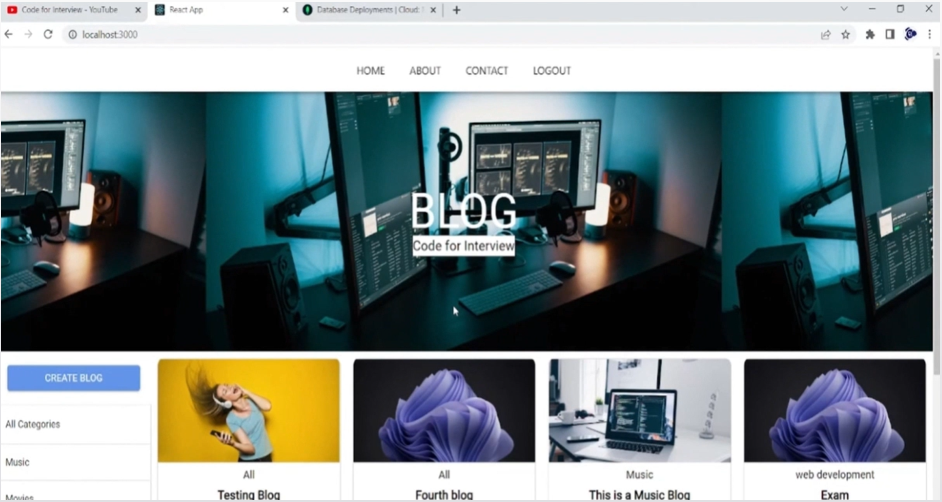 Code for Interview - YouTube
React App
Database Deployments | Cloud:
localhost:3000
HOME ABOUT CONTACT LOGOUT
BLOG
Code for Interview
CREATE BLOG
All Categories
Music
Movies
All
Testing Blog
All
Fourth blog
Music
This is a Music Blog
web development
Exam